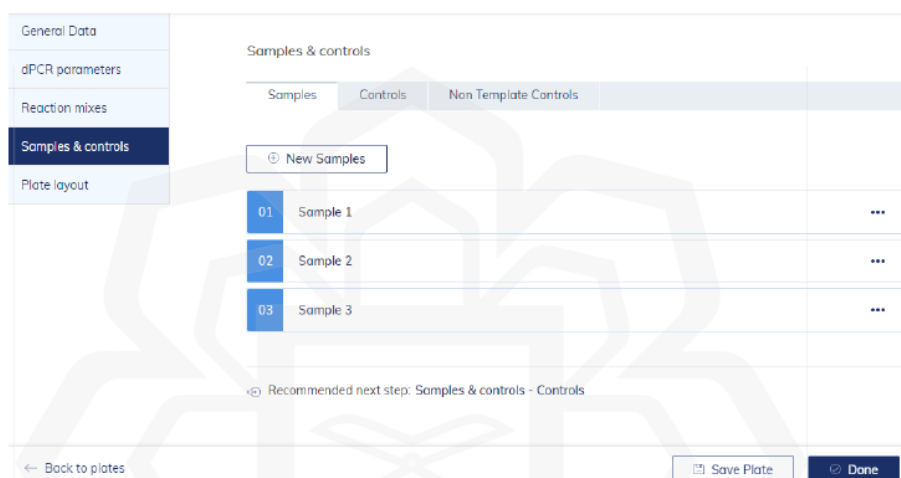 General Data
dPCR parameters
Reaction mixes
Samples & controls
Plate layout
Samples & controls
Samples Controls Non Template Controls
New Samples
01 Sample 1
02 Sample 2
03 Sample 3
Recommended next step: Samples & controls - Controls
← Back to plates Save Plate Done